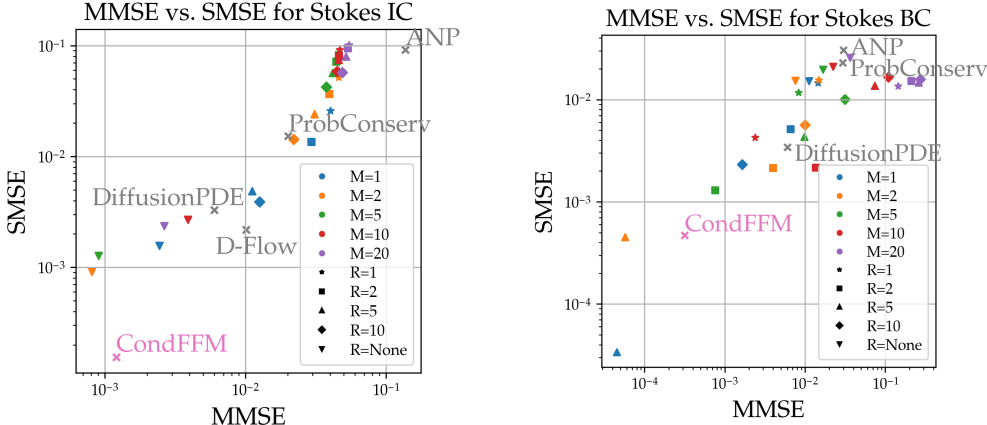 MMSE vs. SMSE for Stokes IC
SMSE
10⁻¹
10⁻²
10⁻³
ANP
ProbConserv
DiffusionPDE
D-Flow
CondFFM
M=1
M=2
M=5
M=10
M=20
R=1
R=2
R=5
R=10
R=None
10⁻³
10⁻²
10⁻¹
MMSE
MMSE vs. SMSE for Stokes BC
SMSE
10⁻²
10⁻³
10⁻⁴
ANP
ProbConserv
DiffusionPDE
CondFFM
M=1
M=2
M=5
M=10
M=20
R=1
R=2
R=5
R=10
R=None
10⁻⁴
10⁻³
10⁻²
10⁻¹
MMSE